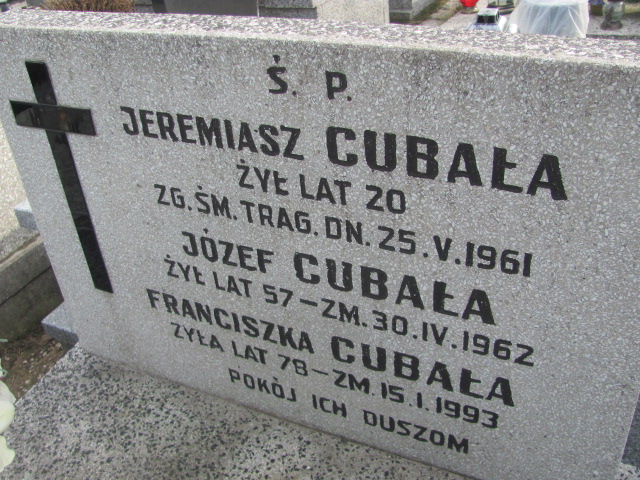 Ś. P.
JEREMIASZ CUBAŁA
ŻYŁ LAT 20
ZG. ŚM. TRAG. DN. 25.V.1961
JÓZEF CUBAŁA
ŻYŁ LAT 57 – ZM. 30.IV.1962
FRANCISZKA CUBAŁA
ŻYŁA LAT 78 – ZM. 15.I.1993
POKÓJ ICH DUSZOM